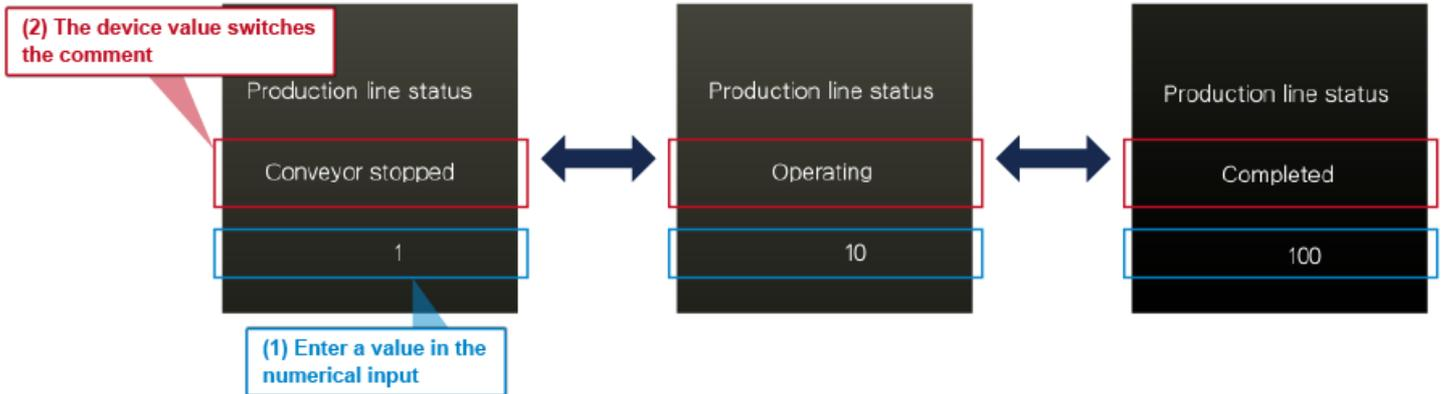 (2) The device value switches
the comment
Production line status
Conveyor stopped
1
(1) Enter a value in the
numerical input
Production line status
Operating
10
Production line status
Completed
100